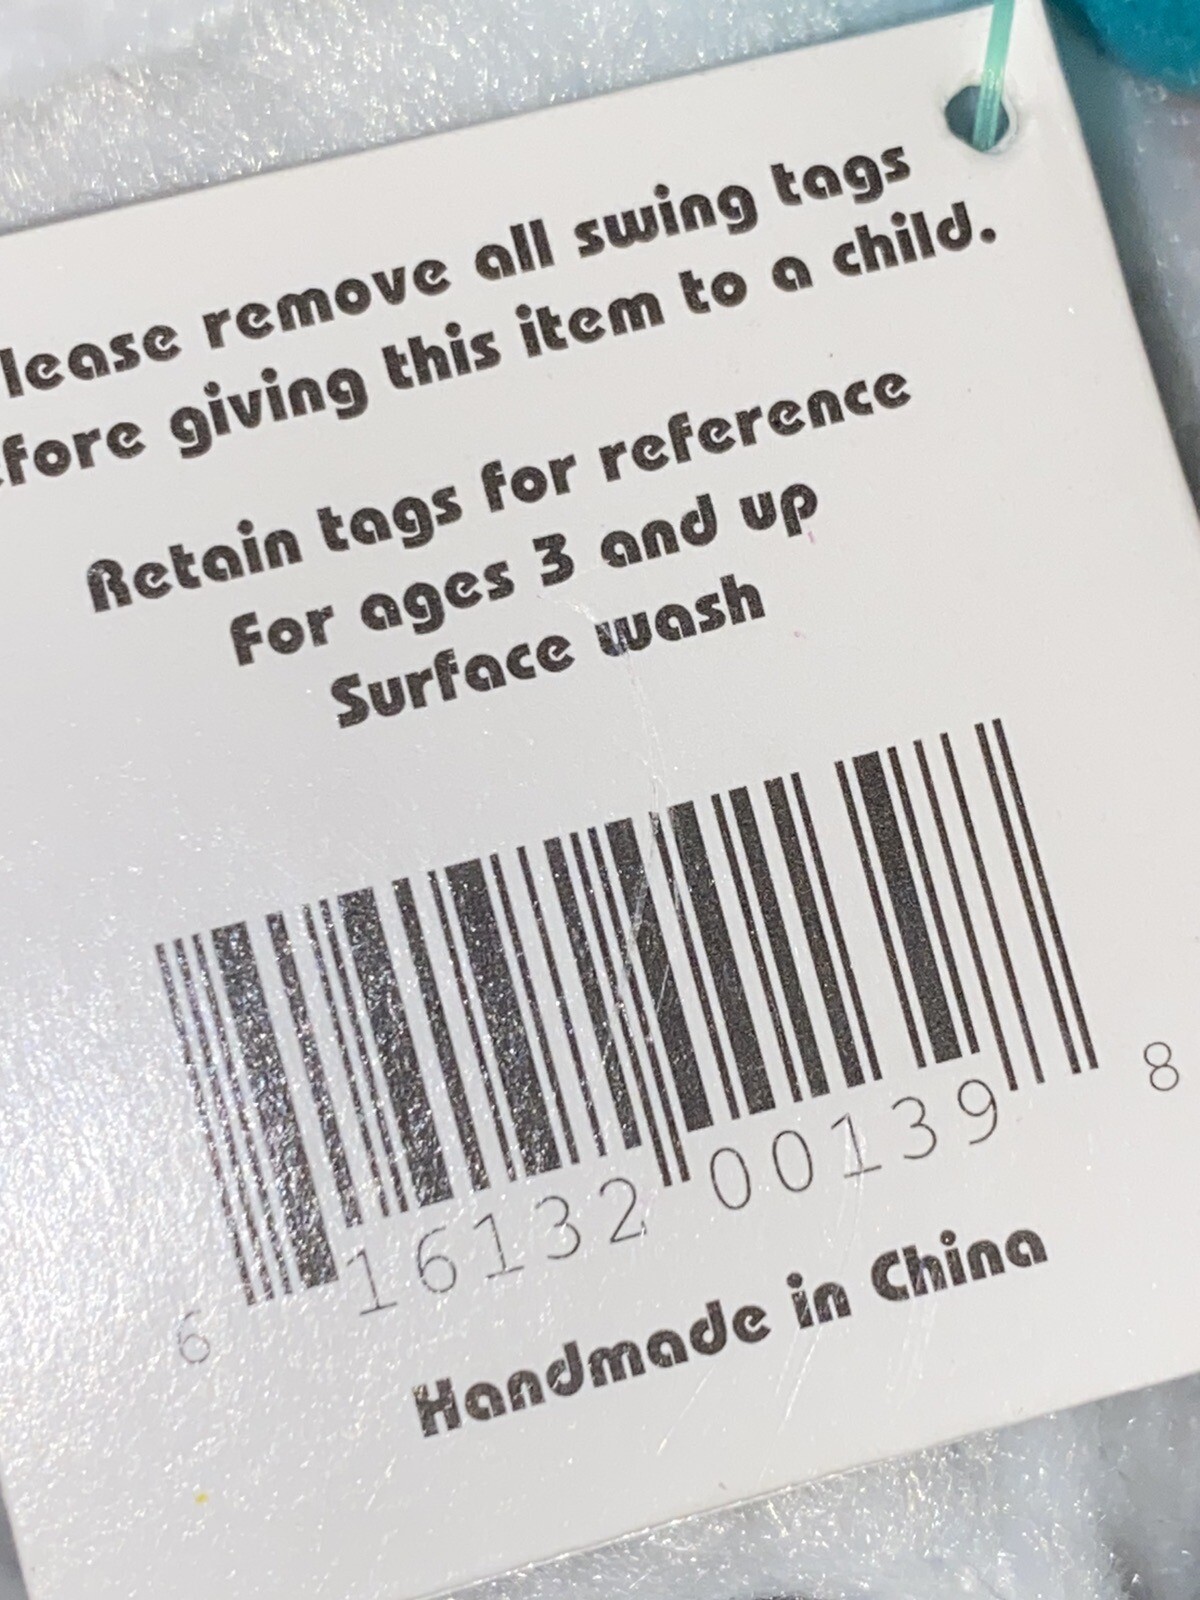 lease remove all swing tags
fore giving this item to a child.
Retain tags for reference
For ages 3 and up
Surface wash
6 16132 00139 8
Handmade in China